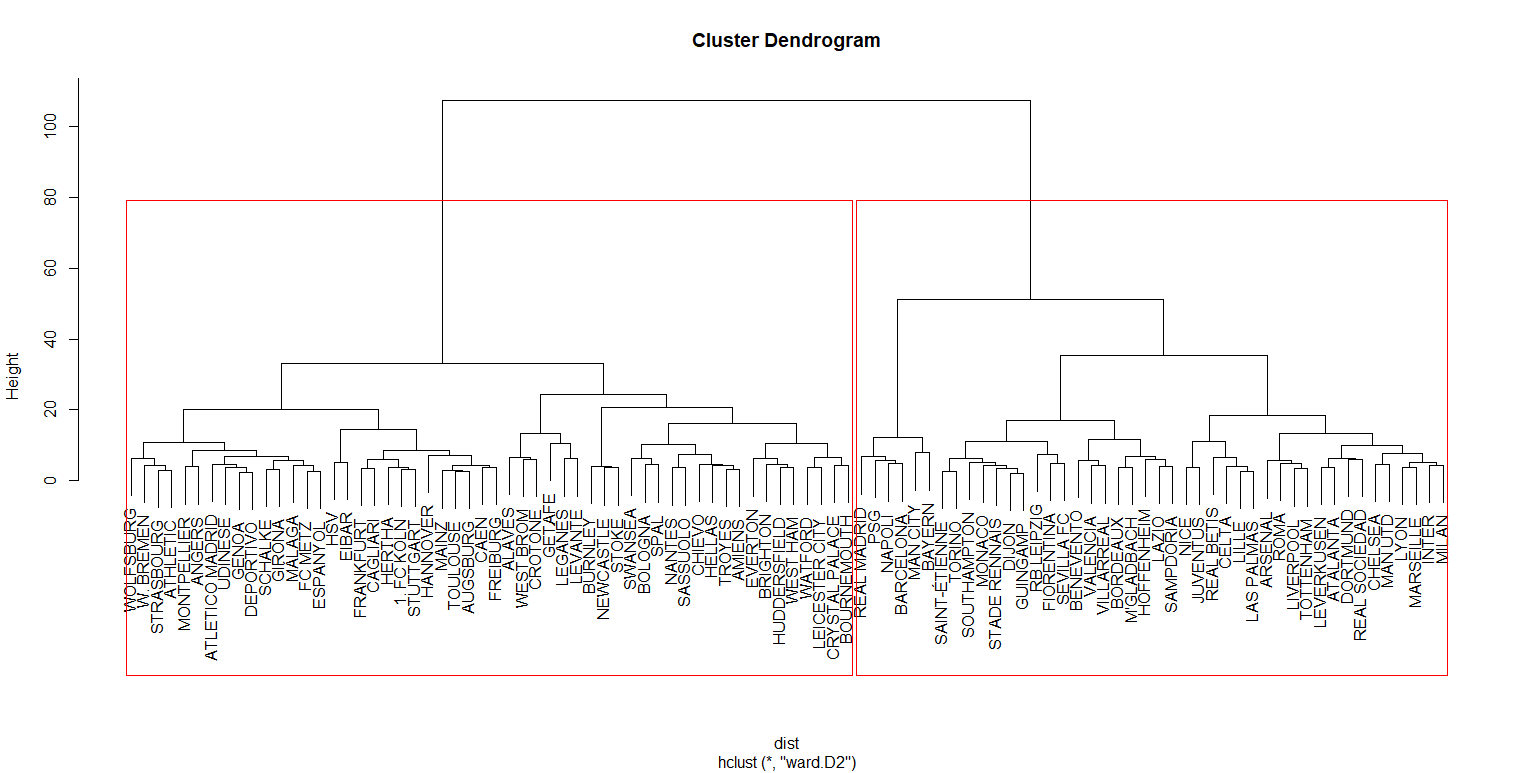 Cluster Dendrogram
Height
0
20
40
60
80
100
WOLFSBURG
W. BREMEN
STRASBOURG
ATHLETIC
MONTPELLIER
ANGERS
ATLETICO MADRID
UDINESE
GENOA
DEPORTIVO
SCHALKE
GIRONA
MALAGA
FC METZ
ESPANYOL
HSV
EIBAR
FRANKFURT
CAGLIARI
HERTHA
1. FC KOLN
STUTTGART
HANNOVER
MAINZ
TOULOUSE
AUGSBURG
CAEN
FREIBURG
ALAVES
WEST BROM
CROTONE
GETAFE
LEGANES
LEVANTE
BURNLEY
NEWCASTLE
STOKE
SWANSEA
BOLOGNA
SPAL
NANTES
SASSUOLO
CHIEVO
HELLAS
TROYES
AMIENS
EVERTON
BRIGHTON
HUDDERSFIELD
WEST HAM
WATFORD
LEICESTER CITY
CRYSTAL PALACE
BOURNEMOUTH
REAL MADRID
PSG
NAPOLI
BARCELONA
MAN CITY
BAYERN
SAINT-ÉTIENNE
TORINO
SOUTHAMPTON
MONACO
STADE RENNAIS
DIJON
GUINGAMP
RB LEIPZIG
FIORENTINA
SEVILLA FC
BENEVENTO
VALENCIA
VILLARREAL
BORDEAUX
M'GLADBACH
HOFFENHEIM
LAZIO
SAMPDORIA
NICE
JUVENTUS
REAL BETIS
CELTA
LILLE
LAS PALMAS
ARSENAL
ROMA
LIVERPOOL
TOTTENHAM
LEVERKUSEN
ATALANTA
DORTMUND
REAL SOCIEDAD
CHELSEA
MAN UTD
LYON
MARSEILLE
INTER
MILAN
dist
hclust (*, "ward.D2")